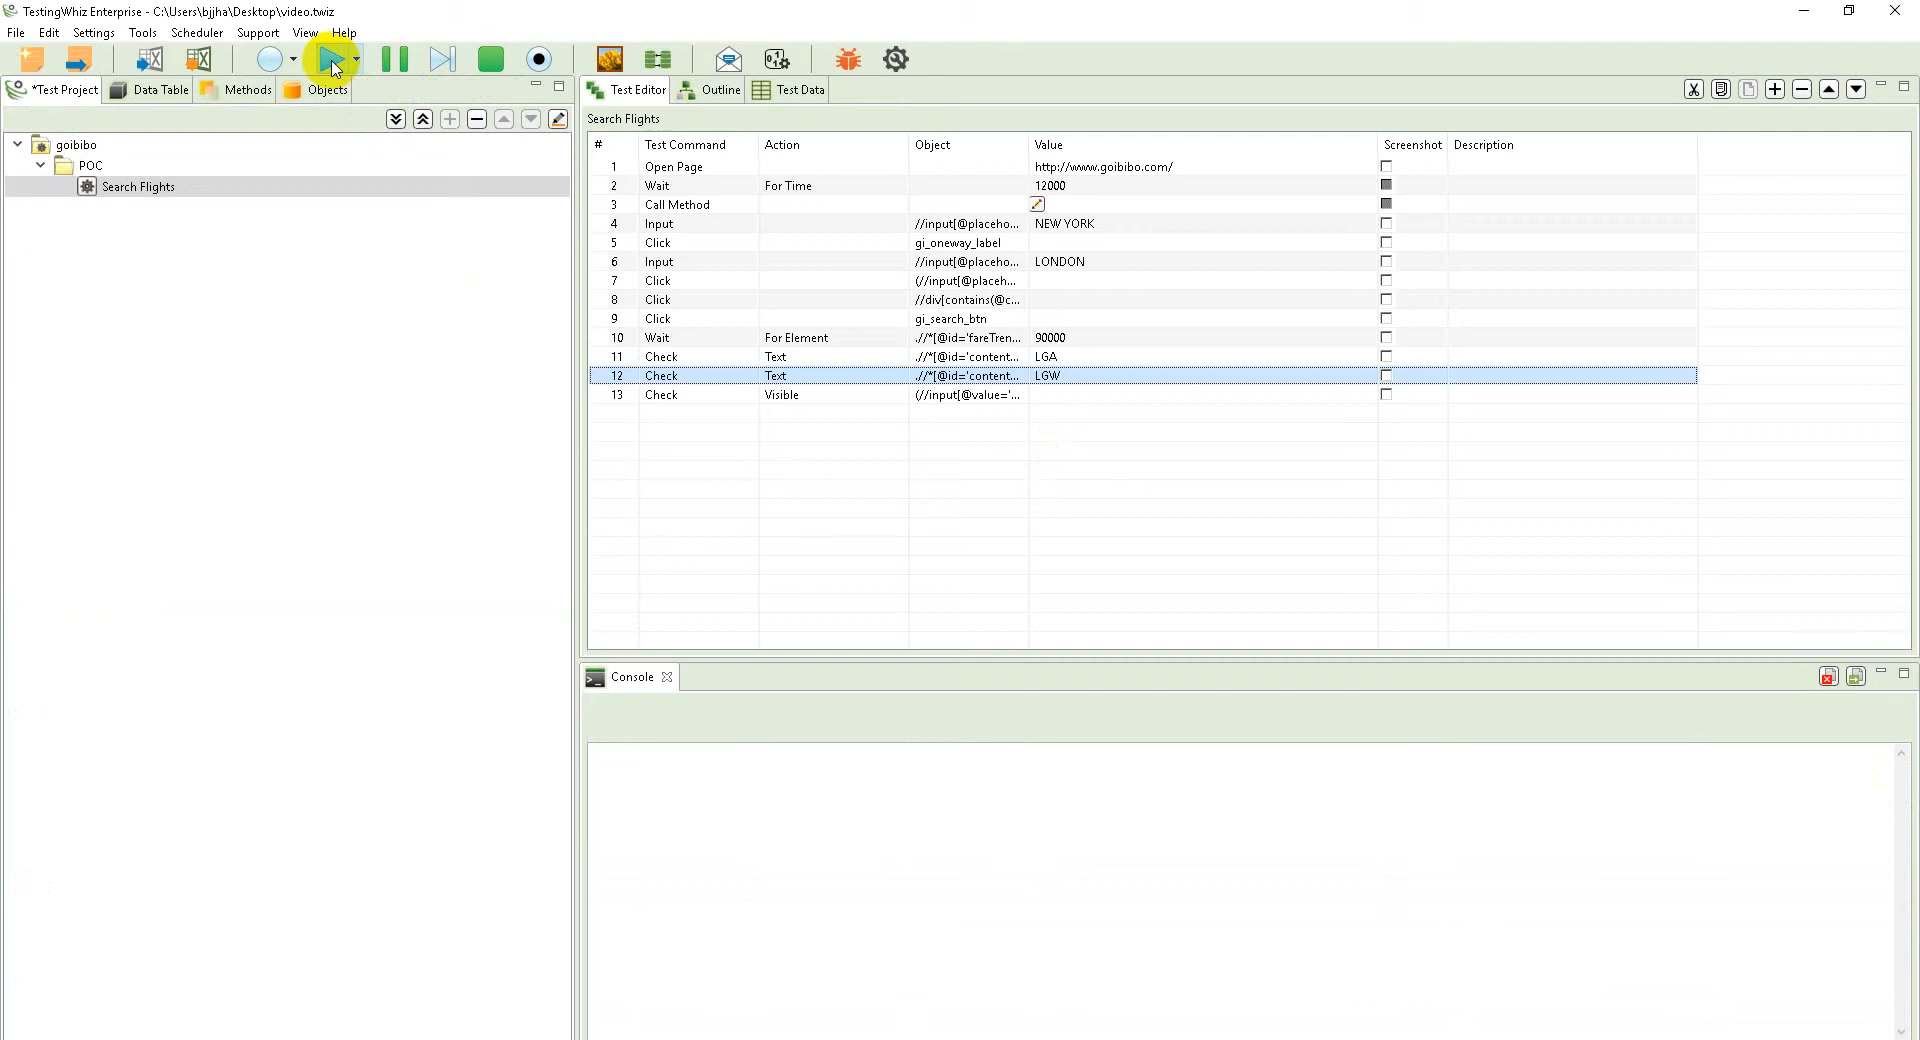 TestingWhiz Enterprise - C:\Users\bjjha\Desktop\video.twiz
File Edit Settings Tools Scheduler Support View Help
*Test Project Data Table Methods Objects
Test Editor Outline Test Data
goibibo
POC
Search Flights
Search Flights
# Test Command Action Object Value Screenshot Description
1 Open Page http://www.goibibo.com/
2 Wait For Time 12000
3 Call Method
4 Input //input[@placeho... NEW YORK
5 Click gi_oneway_label
6 Input //input[@placeho... LONDON
7 Click (//input[@placeh...
8 Click //div[contains(@c...
9 Click gi_search_btn
10 Wait For Element .//*[@id='fareTren... 90000
11 Check Text .//*[@id='content... LGA
12 Check Text .//*[@id='content... LGW
13 Check Visible (//input[@value='...
Console